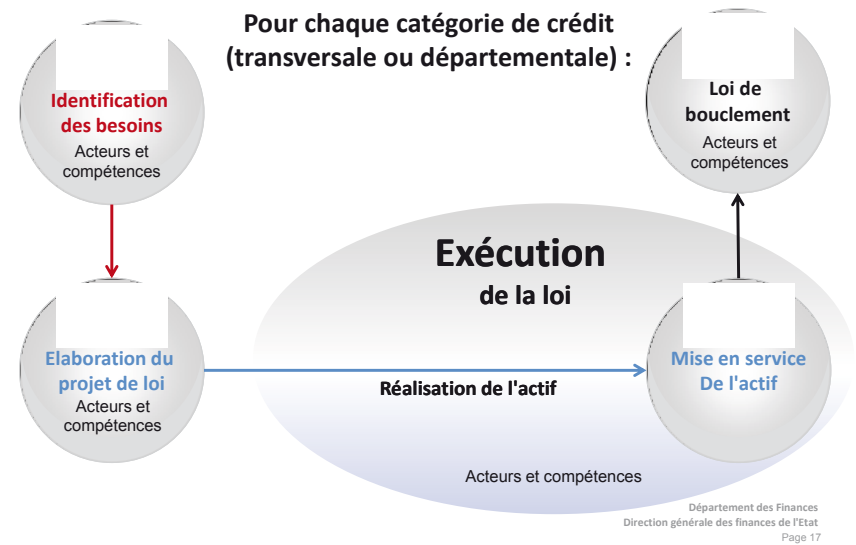 Pour chaque catégorie de crédit
(transversale ou départementale) :
Identification
des besoins
Acteurs et
compétences
Loi de
bouclement
Acteurs et
compétences
Exécution
de la loi
Elaboration du
projet de loi
Acteurs et
compétences
Réalisation de l'actif
Mise en service
De l'actif
Acteurs et compétences
Département des Finances
Direction générale des finances de l'Etat
Page 17